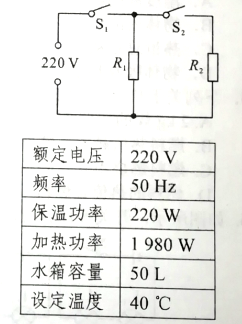 S₁
S₂
220 V
R₁
R₂
额定电压 220 V
频率 50 Hz
保温功率 220 W
加热功率 1 980 W
水箱容量 50 L
设定温度 40 ℃